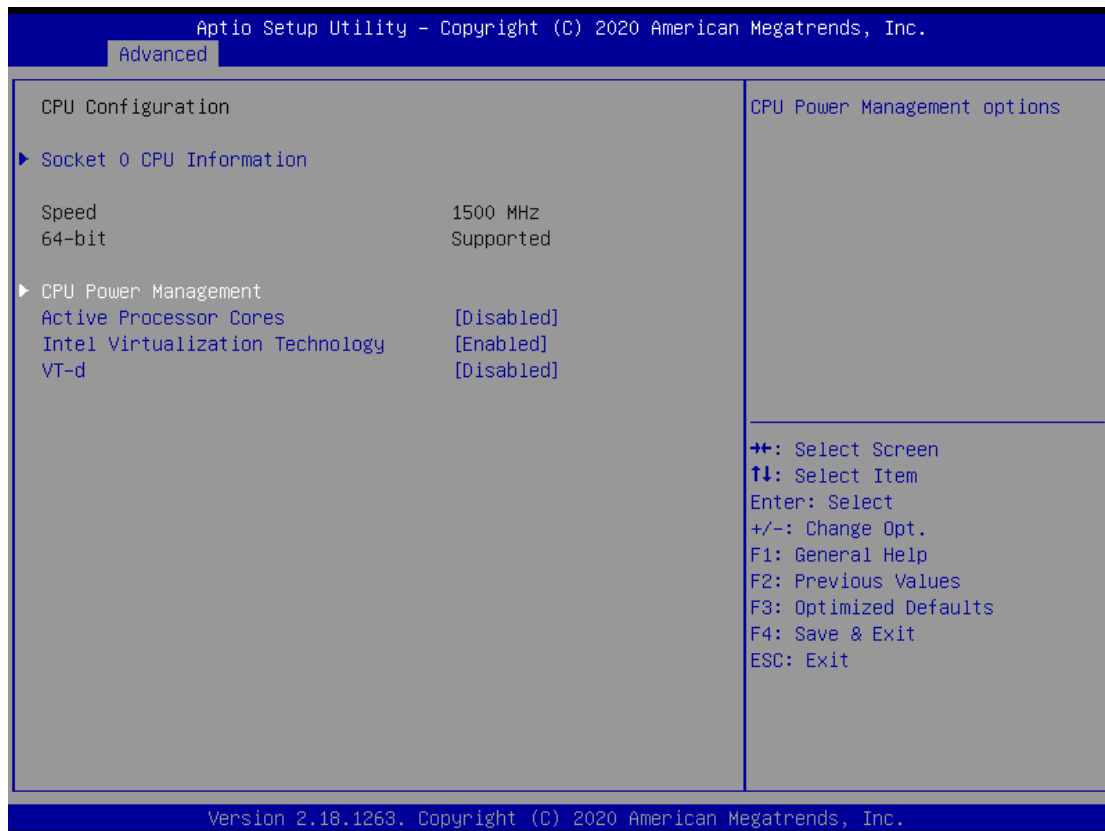 Aptio Setup Utility – Copyright (C) 2020 American Megatrends, Inc.
Advanced
CPU Configuration
Socket 0 CPU Information
Speed 1500 MHz
64-bit Supported
CPU Power Management
Active Processor Cores [Disabled]
Intel Virtualization Technology [Enabled]
VT-d [Disabled]
CPU Power Management options
→←: Select Screen
↑↓: Select Item
Enter: Select
+/-: Change Opt.
F1: General Help
F2: Previous Values
F3: Optimized Defaults
F4: Save & Exit
ESC: Exit
Version 2.18.1263. Copyright (C) 2020 American Megatrends, Inc.